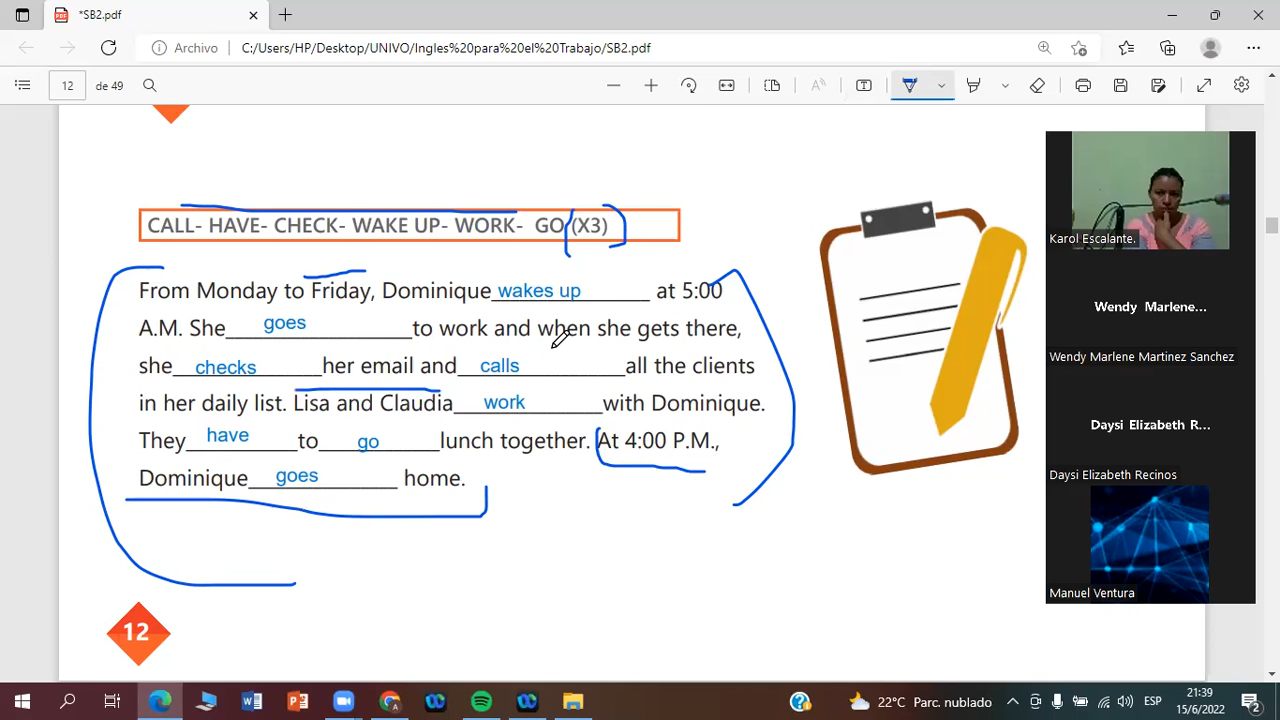 *SB2.pdf
Archivo C:/Users/HP/Desktop/UNIVO/Ingles%20para%20el%20Trabajo/SB2.pdf
12 de 49
CALL- HAVE- CHECK- WAKE UP- WORK- GO (X3)
From Monday to Friday, Dominique wakes up at 5:00
A.M. She goes to work and when she gets there,
she checks her email and calls all the clients
in her daily list. Lisa and Claudia work with Dominique.
They have to go lunch together. At 4:00 P.M.,
Dominique goes home.
12
Karol Escalante.
Wendy Marlene...
Wendy Marlene Martinez Sanchez
Daysi Elizabeth R...
Daysi Elizabeth Recinos
Manuel Ventura
22°C Parc. nublado
ESP
21:39
15/6/2022
2